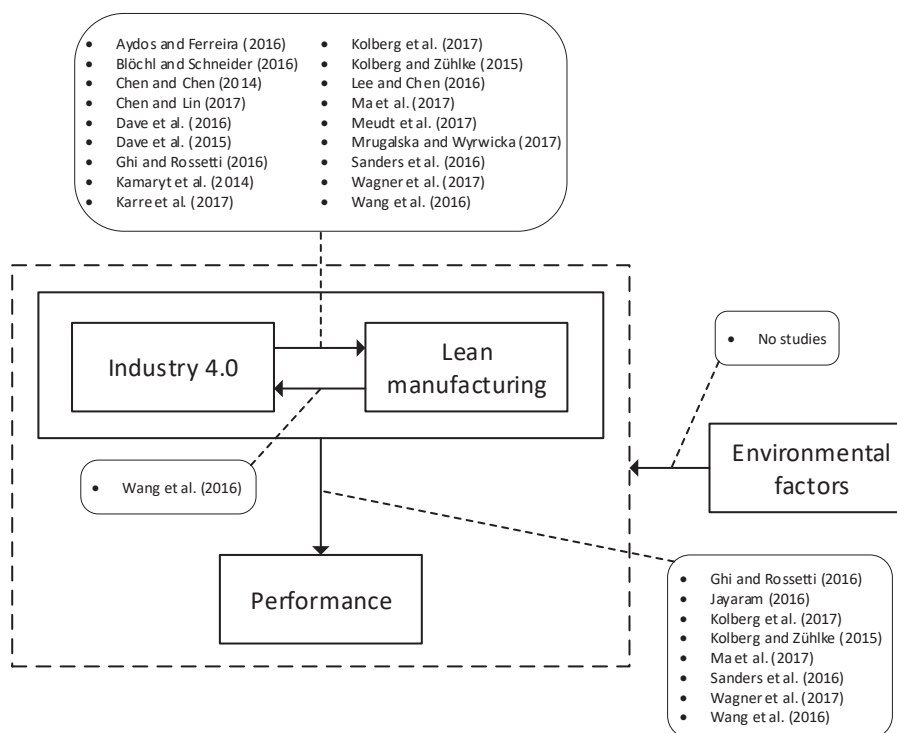 Aydos and Ferreira (2016)
Blöchl and Schneider (2016)
Chen and Chen (2014)
Chen and Lin (2017)
Dave et al. (2016)
Dave et al. (2015)
Ghi and Rossetti (2016)
Kamaryt et al. (2014)
Karre et al. (2017)
Kolberg et al. (2017)
Kolberg and Zühlke (2015)
Lee and Chen (2016)
Ma et al. (2017)
Meudt et al. (2017)
Mrugalska and Wyrwicka (2017)
Sanders et al. (2016)
Wagner et al. (2017)
Wang et al. (2016)
Industry 4.0
Lean
manufacturing
No studies
Environmental
factors
Wang et al. (2016)
Performance
Ghi and Rossetti (2016)
Jayaram (2016)
Kolberg et al. (2017)
Kolberg and Zühlke (2015)
Ma et al. (2017)
Sanders et al. (2016)
Wagner et al. (2017)
Wang et al. (2016)